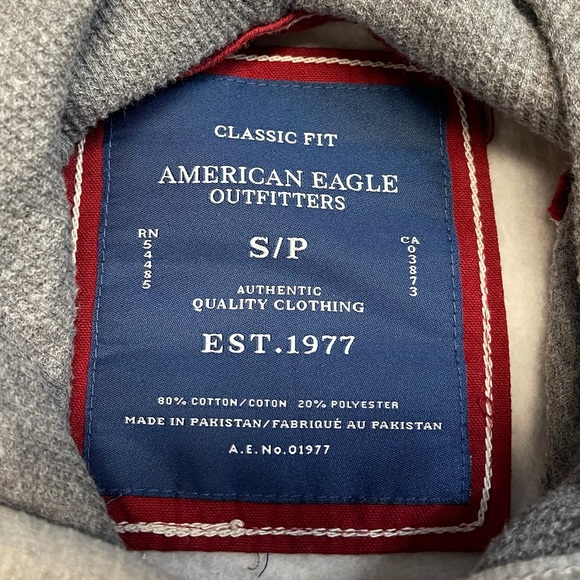 CLASSIC FIT
AMERICAN EAGLE
OUTFITTERS
RN 54485
S/P
CA 03873
AUTHENTIC
QUALITY CLOTHING
EST.1977
80% COTTON/COTON 20% POLYESTER
MADE IN PAKISTAN/FABRIQUÉ AU PAKISTAN
A.E.No.01977